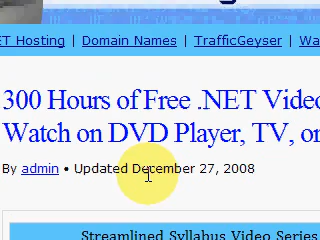 ET Hosting | Domain Names | TrafficGeyser | Wa
300 Hours of Free .NET Video
Watch on DVD Player, TV, or
By admin • Updated December 27, 2008
Streamlined Syllabus Video Series